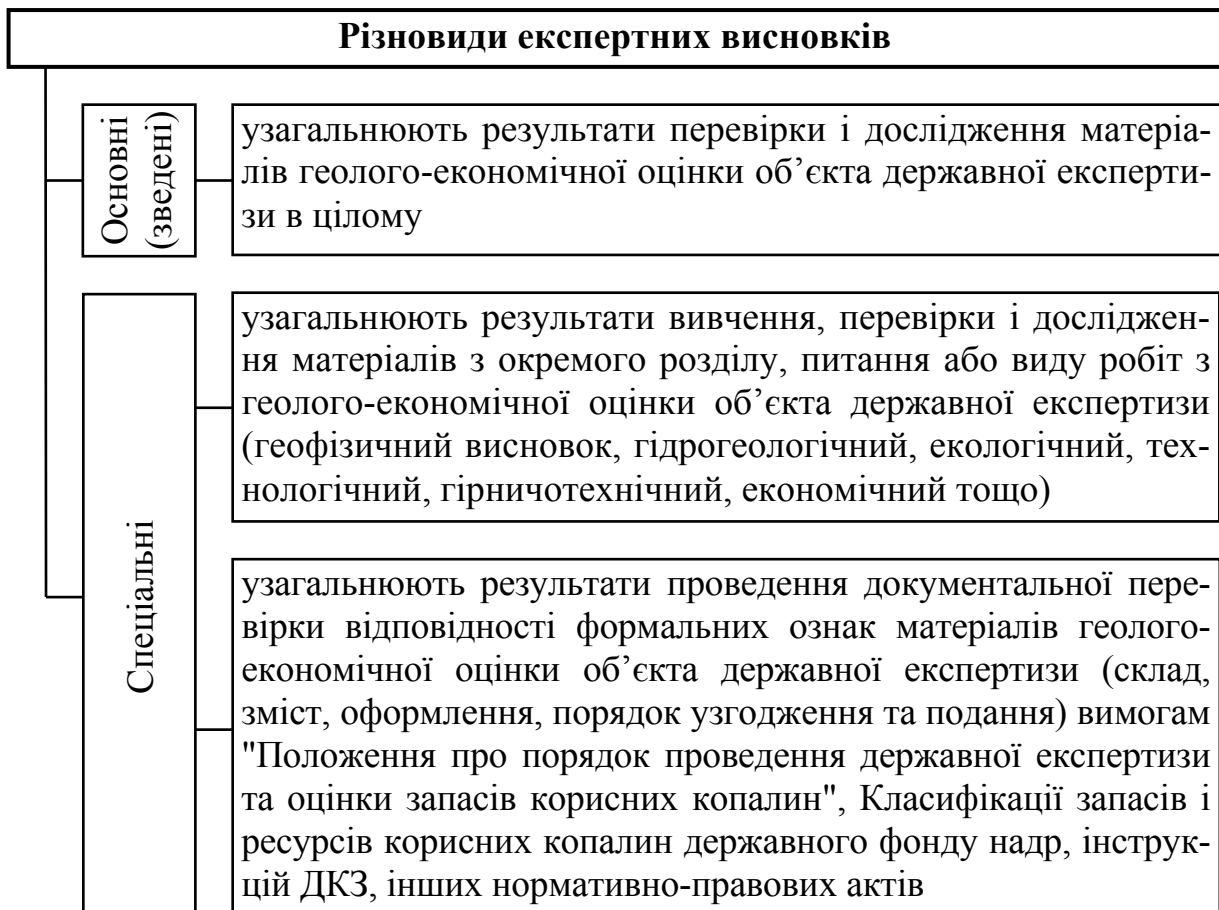 Різновиди експертних висновків
Основні
(зведені)
узагальнюють результати перевірки і дослідження матеріа-
лів геолого-економічної оцінки об’єкта державної експерти-
зи в цілому
Спеціальні
узагальнюють результати вивчення, перевірки і досліджен-
ня матеріалів з окремого розділу, питання або виду робіт з
геолого-економічної оцінки об’єкта державної експертизи
(геофізичний висновок, гідрогеологічний, екологічний, тех-
нологічний, гірничотехнічний, економічний тощо)
узагальнюють результати проведення документальної пере-
вірки відповідності формальних ознак матеріалів геолого-
економічної оцінки об’єкта державної експертизи (склад,
зміст, оформлення, порядок узгодження та подання) вимогам
"Положення про порядок проведення державної експертизи
та оцінки запасів корисних копалин", Класифікації запасів і
ресурсів корисних копалин державного фонду надр, інструк-
цій ДКЗ, інших нормативно-правових актів